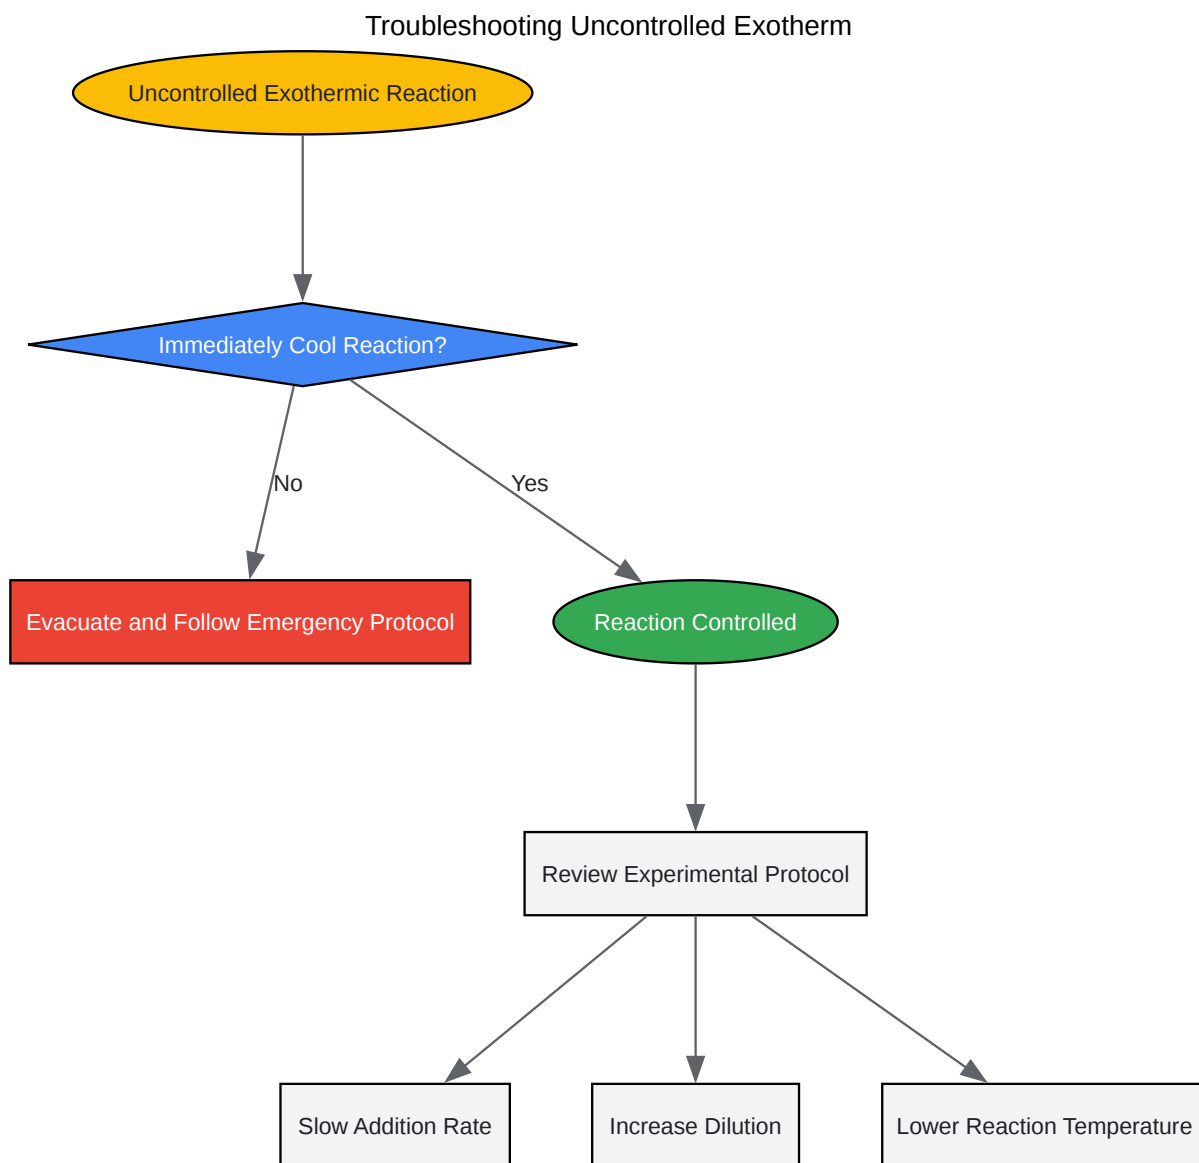 Troubleshooting Uncontrolled Exotherm
Uncontrolled Exothermic Reaction
Immediately Cool Reaction?
No
Yes
Evacuate and Follow Emergency Protocol
Reaction Controlled
Review Experimental Protocol
Slow Addition Rate
Increase Dilution
Lower Reaction Temperature